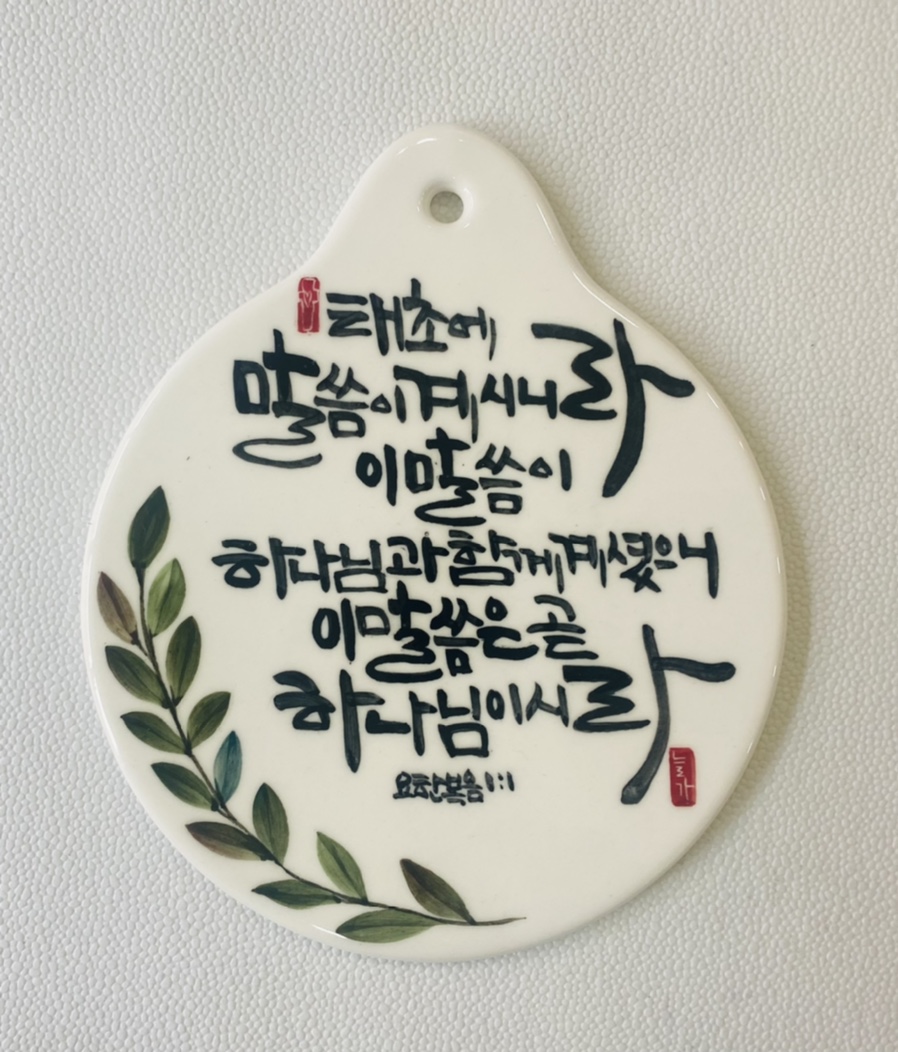 태초에
말씀이계시니라
이말씀이
하나님과함께계셨으니
이말씀은곧
하나님이시라
요한복음1:1
늘가